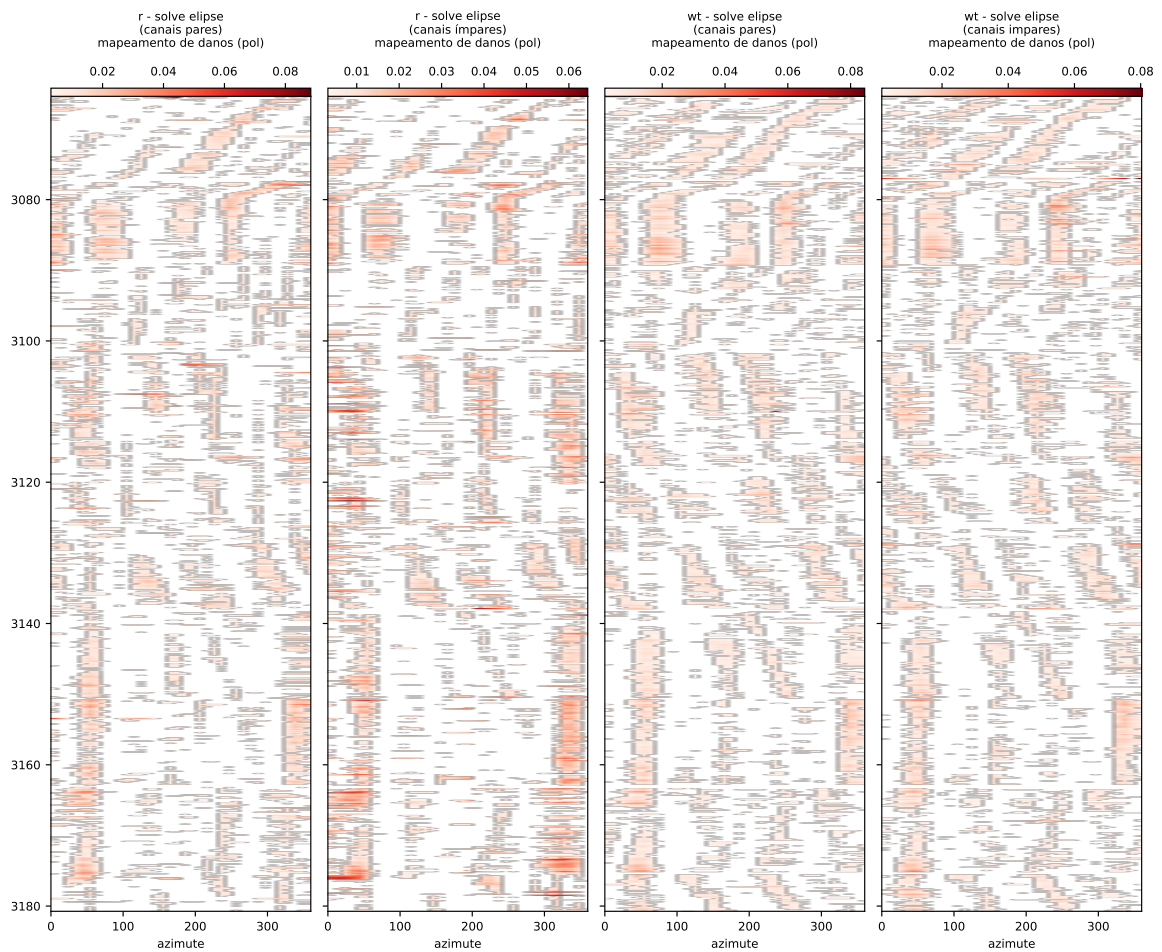 r - solve elipse
(canais pares)
mapeamento de danos (pol)
r - solve elipse
(canais ímpares)
mapeamento de danos (pol)
wt - solve elipse
(canais pares)
mapeamento de danos (pol)
wt - solve elipse
(canais impares)
mapeamento de danos (pol)
0.02 0.04 0.06 0.08
0.01 0.02 0.03 0.04 0.05 0.06
0.02 0.04 0.06 0.08
0.02 0.04 0.06 0.08
3080
3100
3120
3140
3160
3180
0 100 200 300
0 100 200 300
0 100 200 300
0 100 200 300
azimute
azimute
azimute
azimute